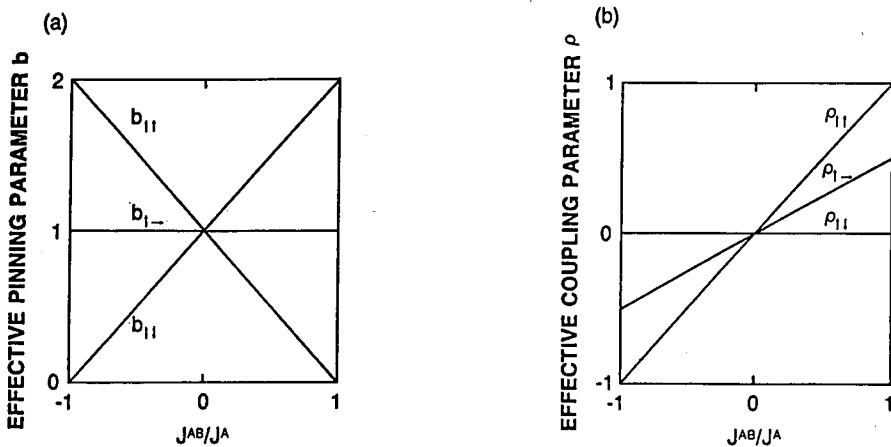 (a)
EFFECTIVE PINNING PARAMETER b
2
1
0
b↑↑
b↑→
b↑↓
-1
0
1
JAB/JA
(b)
EFFECTIVE COUPLING PARAMETER ρ
1
0
-1
ρ↑↑
ρ↑→
ρ↑↓
-1
0
1
JAB/JA